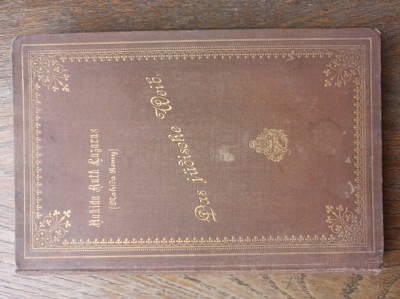 Nahida Ruth Lazarus
(Nahida Remy)
Das jüdische Weib.